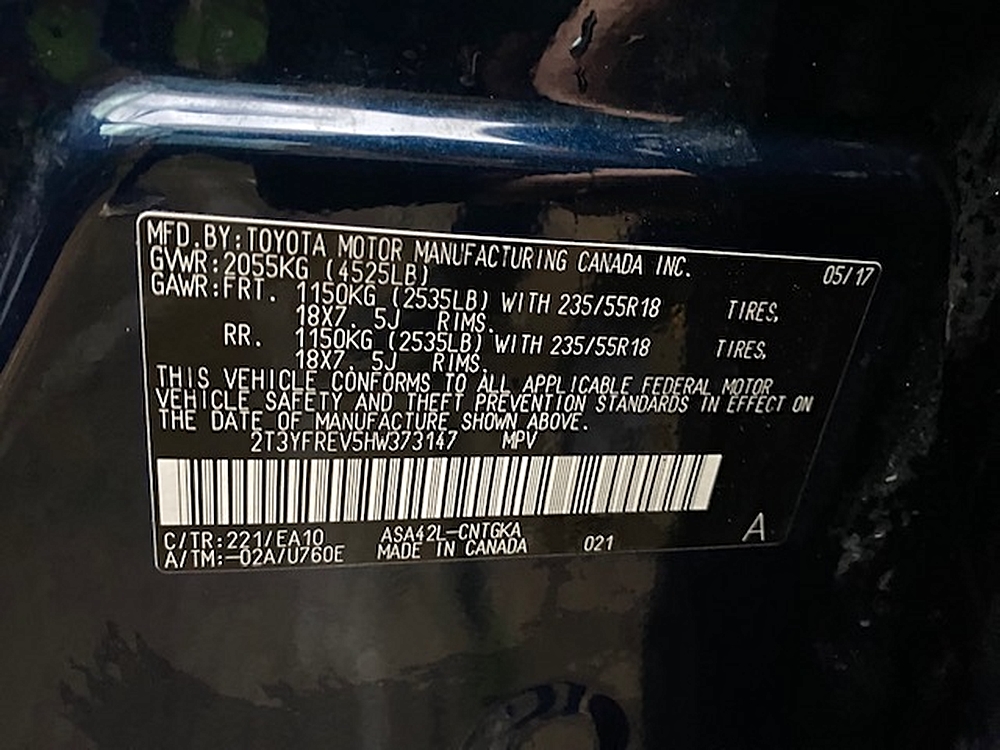 MFD.BY:TOYOTA MOTOR MANUFACTURING CANADA INC. 05/17
GVWR:2055KG (4525LB)
GAWR:FRT. 1150KG (2535LB) WITH 235/55R18 TIRES,
18X7. 5J RIMS.
RR. 1150KG (2535LB) WITH 235/55R18 TIRES,
18X7. 5J RIMS.
THIS VEHICLE CONFORMS TO ALL APPLICABLE FEDERAL MOTOR
VEHICLE SAFETY AND THEFT PREVENTION STANDARDS IN EFFECT ON
THE DATE OF MANUFACTURE SHOWN ABOVE.
2T3YFREV5HW373147 MPV
C/TR:221/EA10 ASA42L-CNTGKA
A/TM:-02A/U760E MADE IN CANADA 021 A